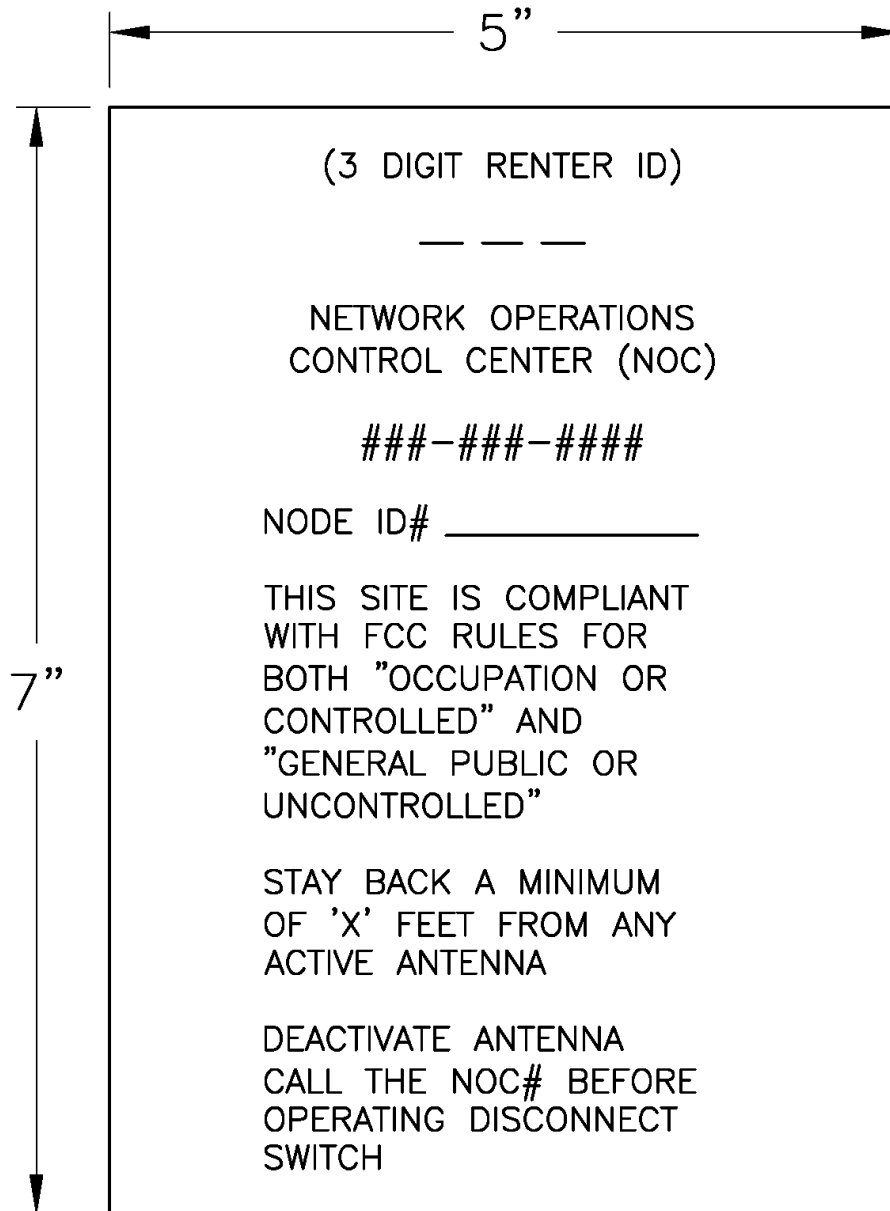 5”
(3 DIGIT RENTER ID)
_ _ _
NETWORK OPERATIONS
CONTROL CENTER (NOC)
###-###-####
NODE ID# ____________
7”
THIS SITE IS COMPLIANT
WITH FCC RULES FOR
BOTH ”OCCUPATION OR
CONTROLLED” AND
”GENERAL PUBLIC OR
UNCONTROLLED”
STAY BACK A MINIMUM
OF ’X’ FEET FROM ANY
ACTIVE ANTENNA
DEACTIVATE ANTENNA
CALL THE NOC# BEFORE
OPERATING DISCONNECT
SWITCH